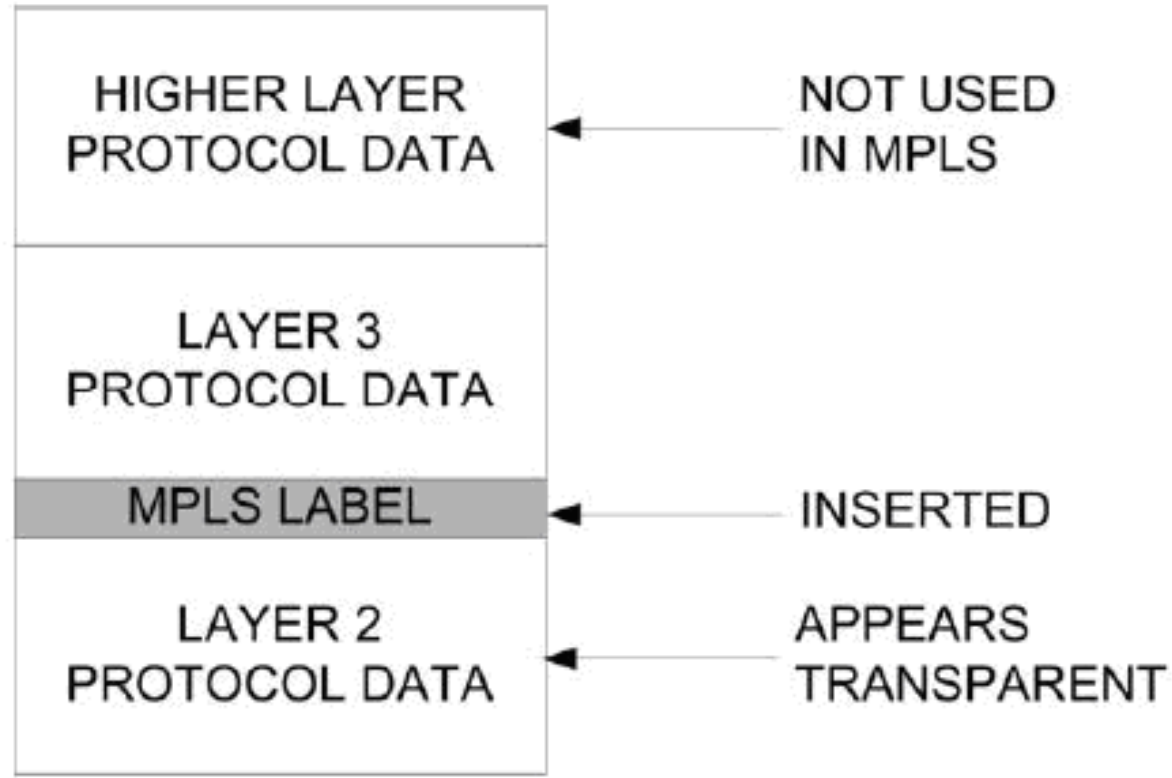 HIGHER LAYER
PROTOCOL DATA
NOT USED
IN MPLS
LAYER 3
PROTOCOL DATA
MPLS LABEL
INSERTED
LAYER 2
PROTOCOL DATA
APPEARS
TRANSPARENT